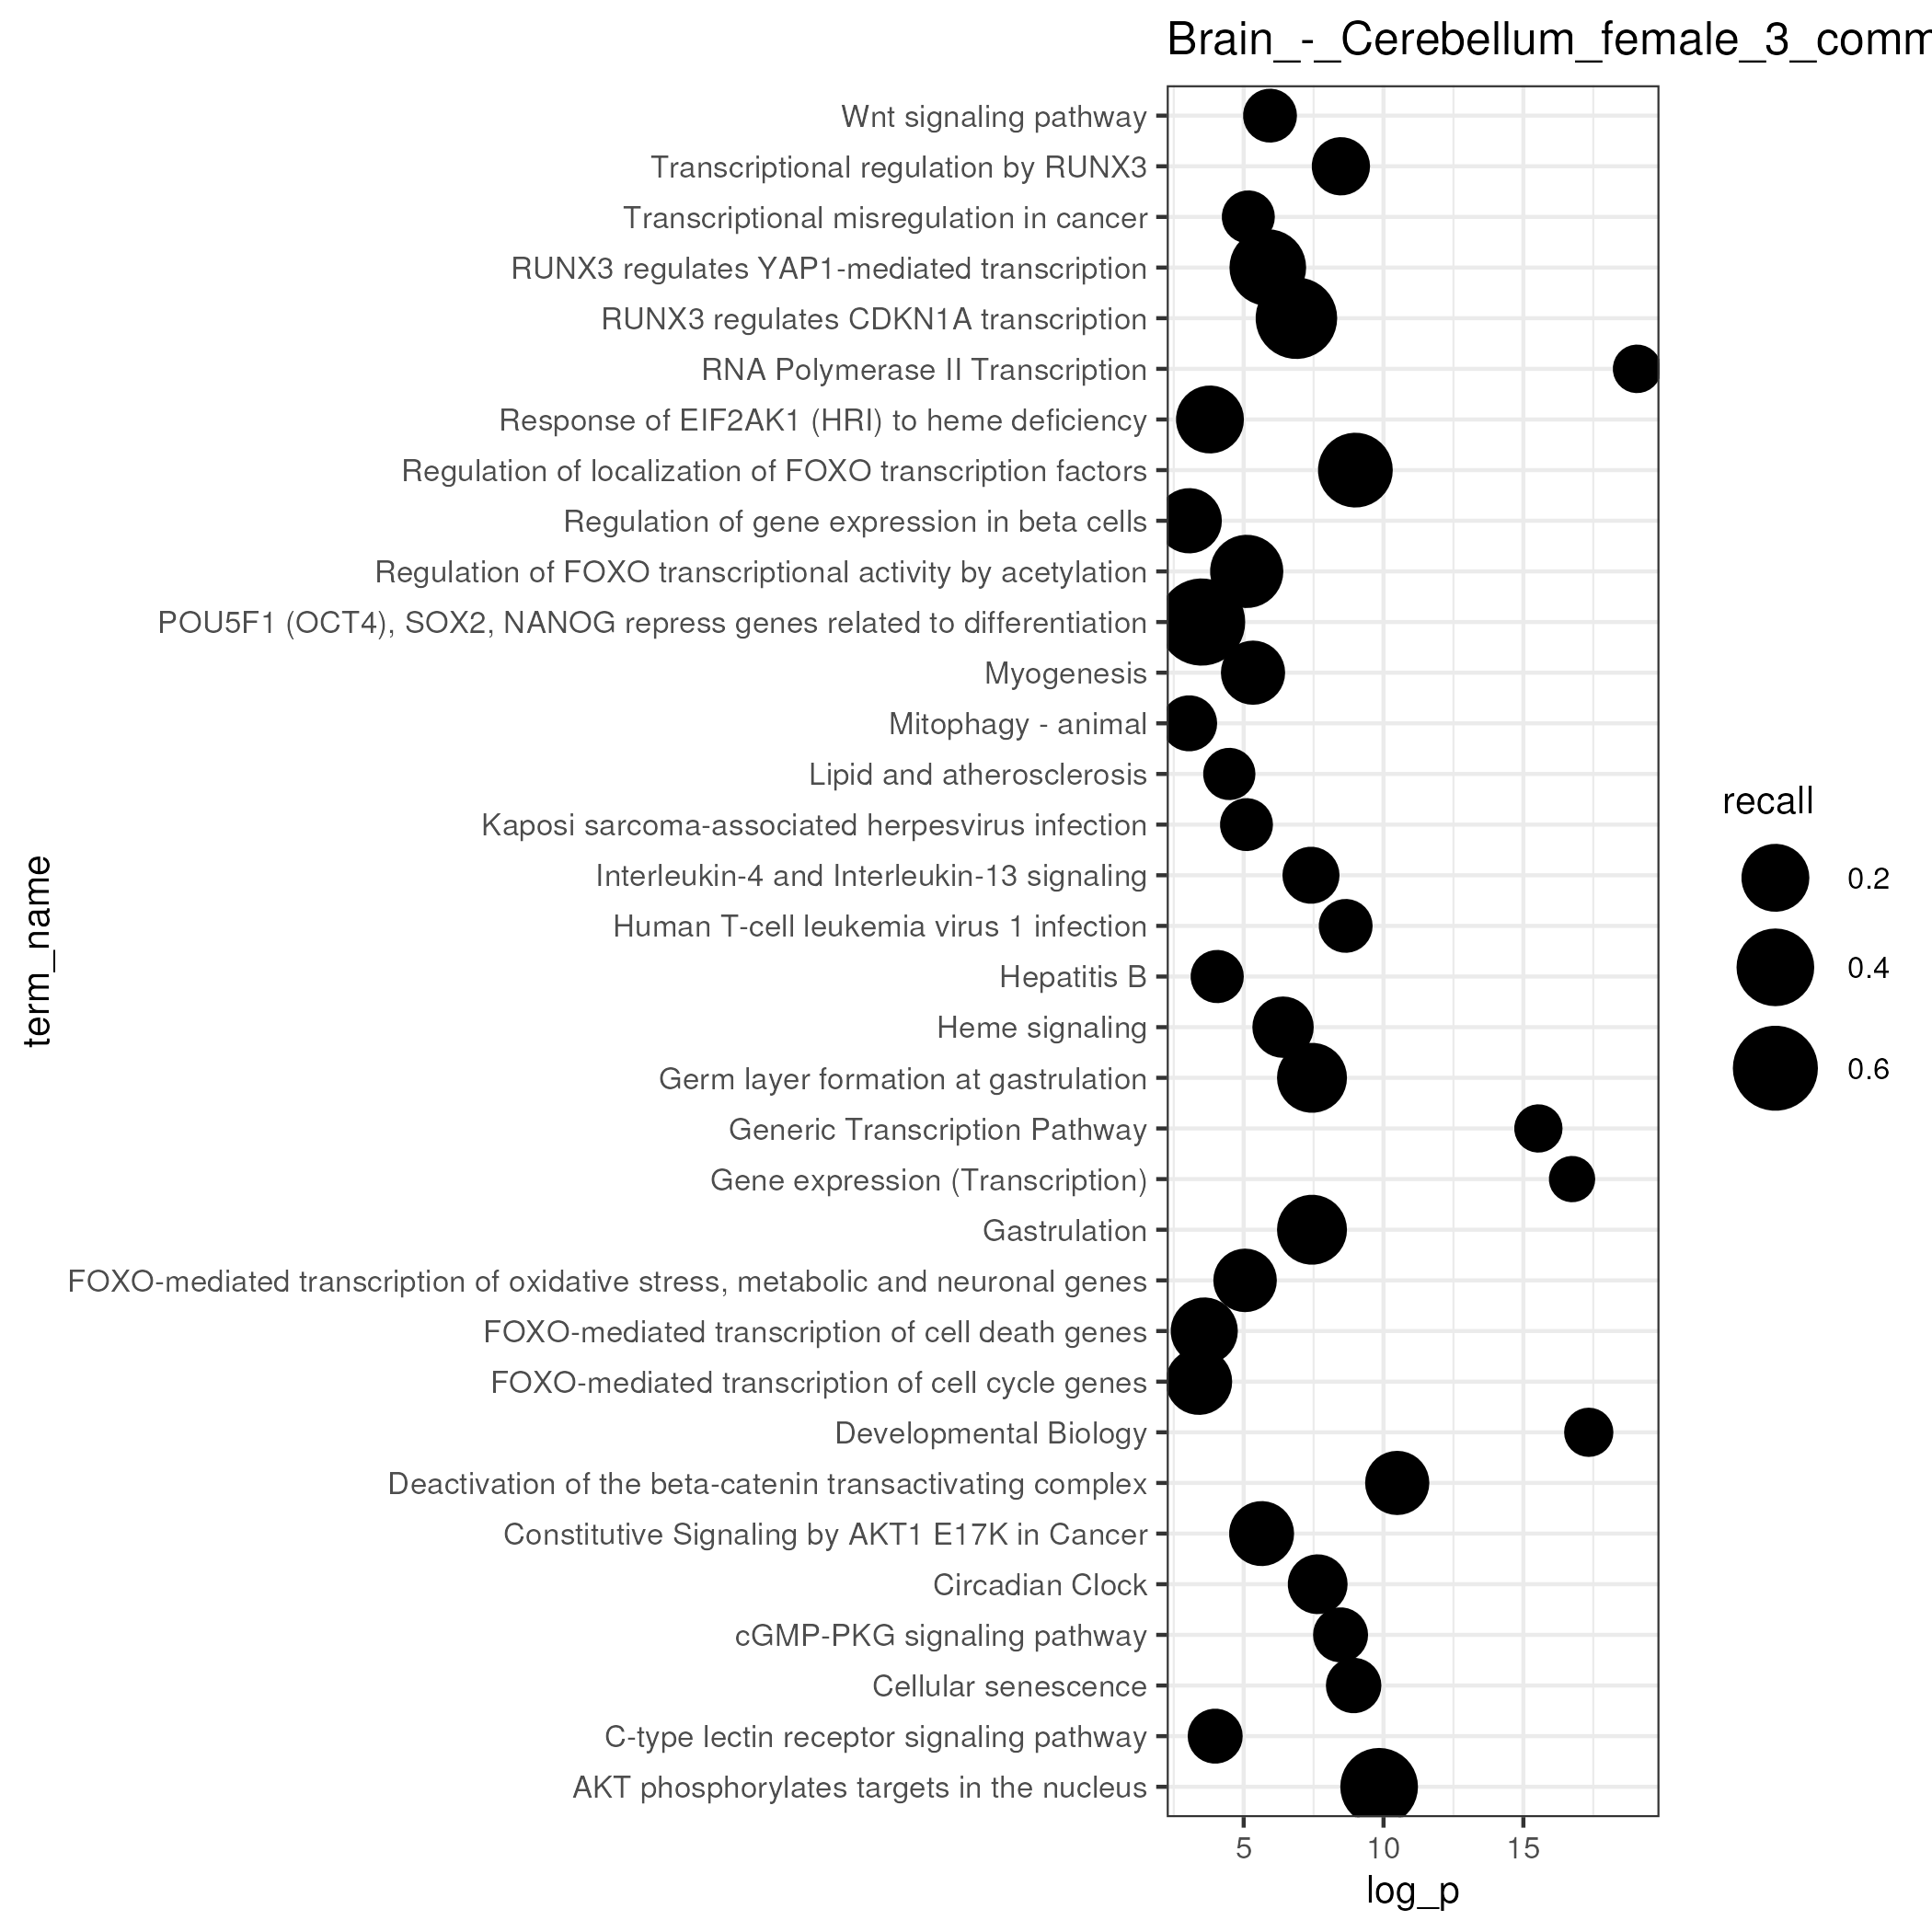 Brain_-_Cerebellum_female_3_comm
Wnt signaling pathway
Transcriptional regulation by RUNX3
Transcriptional misregulation in cancer
RUNX3 regulates YAP1-mediated transcription
RUNX3 regulates CDKN1A transcription
RNA Polymerase II Transcription
Response of EIF2AK1 (HRI) to heme deficiency
Regulation of localization of FOXO transcription factors
Regulation of gene expression in beta cells
Regulation of FOXO transcriptional activity by acetylation
POU5F1 (OCT4), SOX2, NANOG repress genes related to differentiation
Myogenesis
Mitophagy - animal
Lipid and atherosclerosis
Kaposi sarcoma-associated herpesvirus infection
Interleukin-4 and Interleukin-13 signaling
Human T-cell leukemia virus 1 infection
Hepatitis B
Heme signaling
Germ layer formation at gastrulation
Generic Transcription Pathway
Gene expression (Transcription)
Gastrulation
FOXO-mediated transcription of oxidative stress, metabolic and neuronal genes
FOXO-mediated transcription of cell death genes
FOXO-mediated transcription of cell cycle genes
Developmental Biology
Deactivation of the beta-catenin transactivating complex
Constitutive Signaling by AKT1 E17K in Cancer
Circadian Clock
cGMP-PKG signaling pathway
Cellular senescence
C-type lectin receptor signaling pathway
AKT phosphorylates targets in the nucleus
term_name
5 10 15
log_p
recall
0.2
0.4
0.6